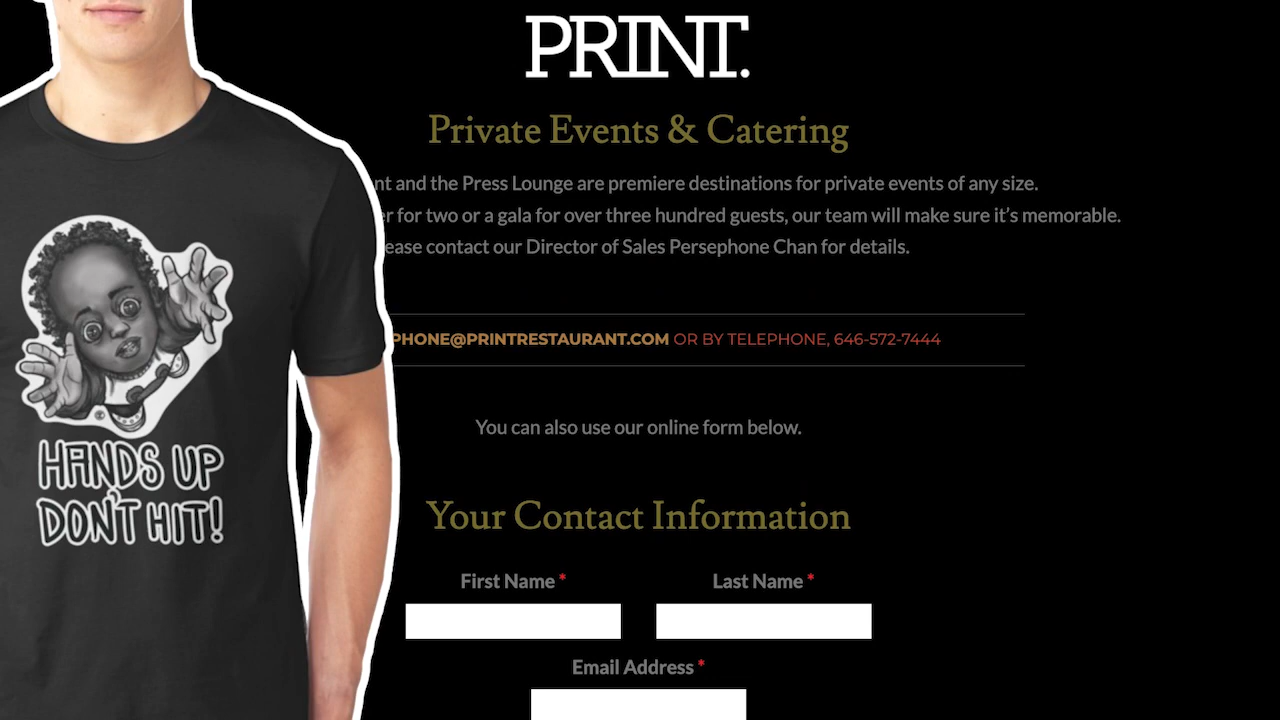 PRINT.
Private Events & Catering
nt and the Press Lounge are premiere destinations for private events of any size.
er for two or a gala for over three hundred guests, our team will make sure it’s memorable.
ease contact our Director of Sales Persephone Chan for details.
PHONE@PRINTRESTAURANT.COM OR BY TELEPHONE, 646-572-7444
You can also use our online form below.
Your Contact Information
First Name *
Last Name *
Email Address *
HANDS UP
DON'T HIT!